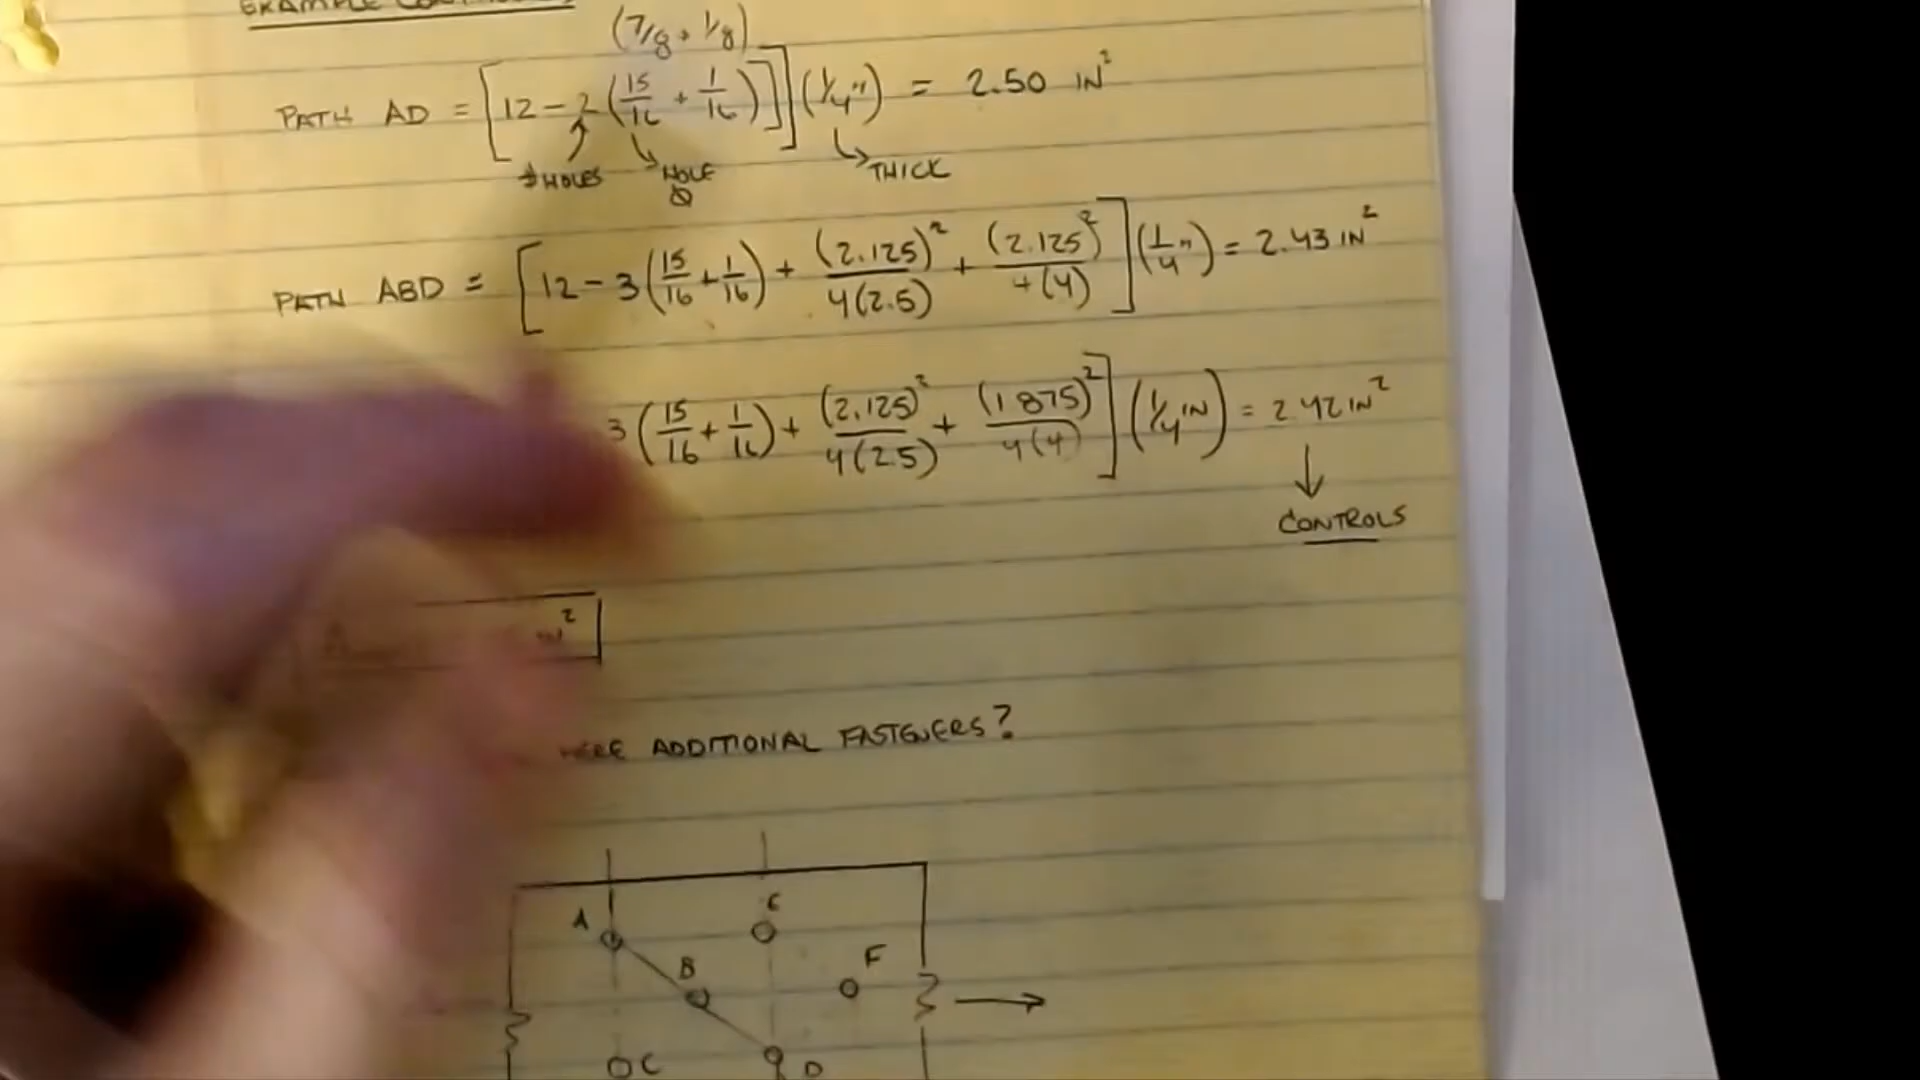 EXAMPLE
(7/8 + 1/8)
PATH AD = [12 - 2(15/16 + 1/16)](1/4") = 2.50 IN²
# HOLES HOLE Ø THICK
PATH ABD = [12 - 3(15/16 + 1/16) + (2.125)²/4(2.5) + (2.125)²/4(4)](1/4") = 2.43 IN²
3(15/16 + 1/16) + (2.125)²/4(2.5) + (1.875)²/4(4)](1/4 IN) = 2.42 IN²
CONTROLS
IN²
ADDITIONAL FASTENERS?
A
B
F
C
D